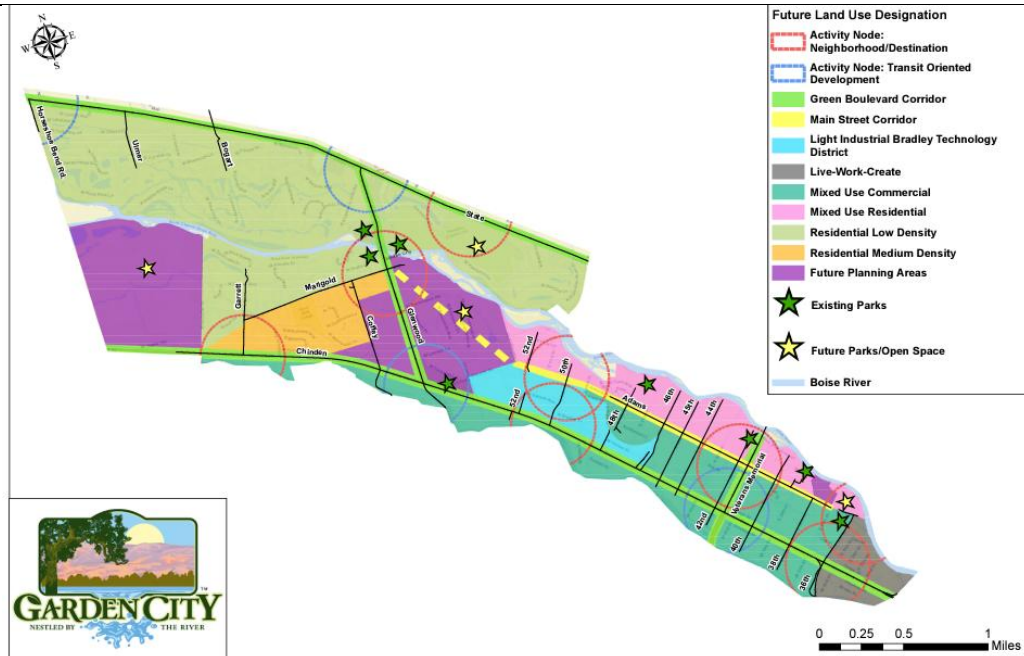 N
W
E
S
Future Land Use Designation
Activity Node:
Neighborhood/Destination
Activity Node: Transit Oriented
Development
Green Boulevard Corridor
Main Street Corridor
Light Industrial Bradley Technology
District
Live-Work-Create
Mixed Use Commercial
Mixed Use Residential
Residential Low Density
Residential Medium Density
Future Planning Areas
Existing Parks
Future Parks/Open Space
Boise River
Horseshoe Bend Rd.
Ulmer
Bogart
State
Garrett
Marigold
Coffey
Glenwood
Chinden
52nd
50th
52nd
48th
Adams
46th
45th
44th
Veterans Memorial
42nd
40th
38th
36th
GARDEN CITY
TM
NESTLED BY THE RIVER
0 0.25 0.5 1
Miles